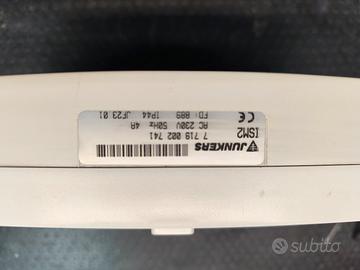 JUNKERS
ISM2
7 719 002 741
AC 230V 50Hz 4A
FD: 889 IP44 JF23 01
CE
subito